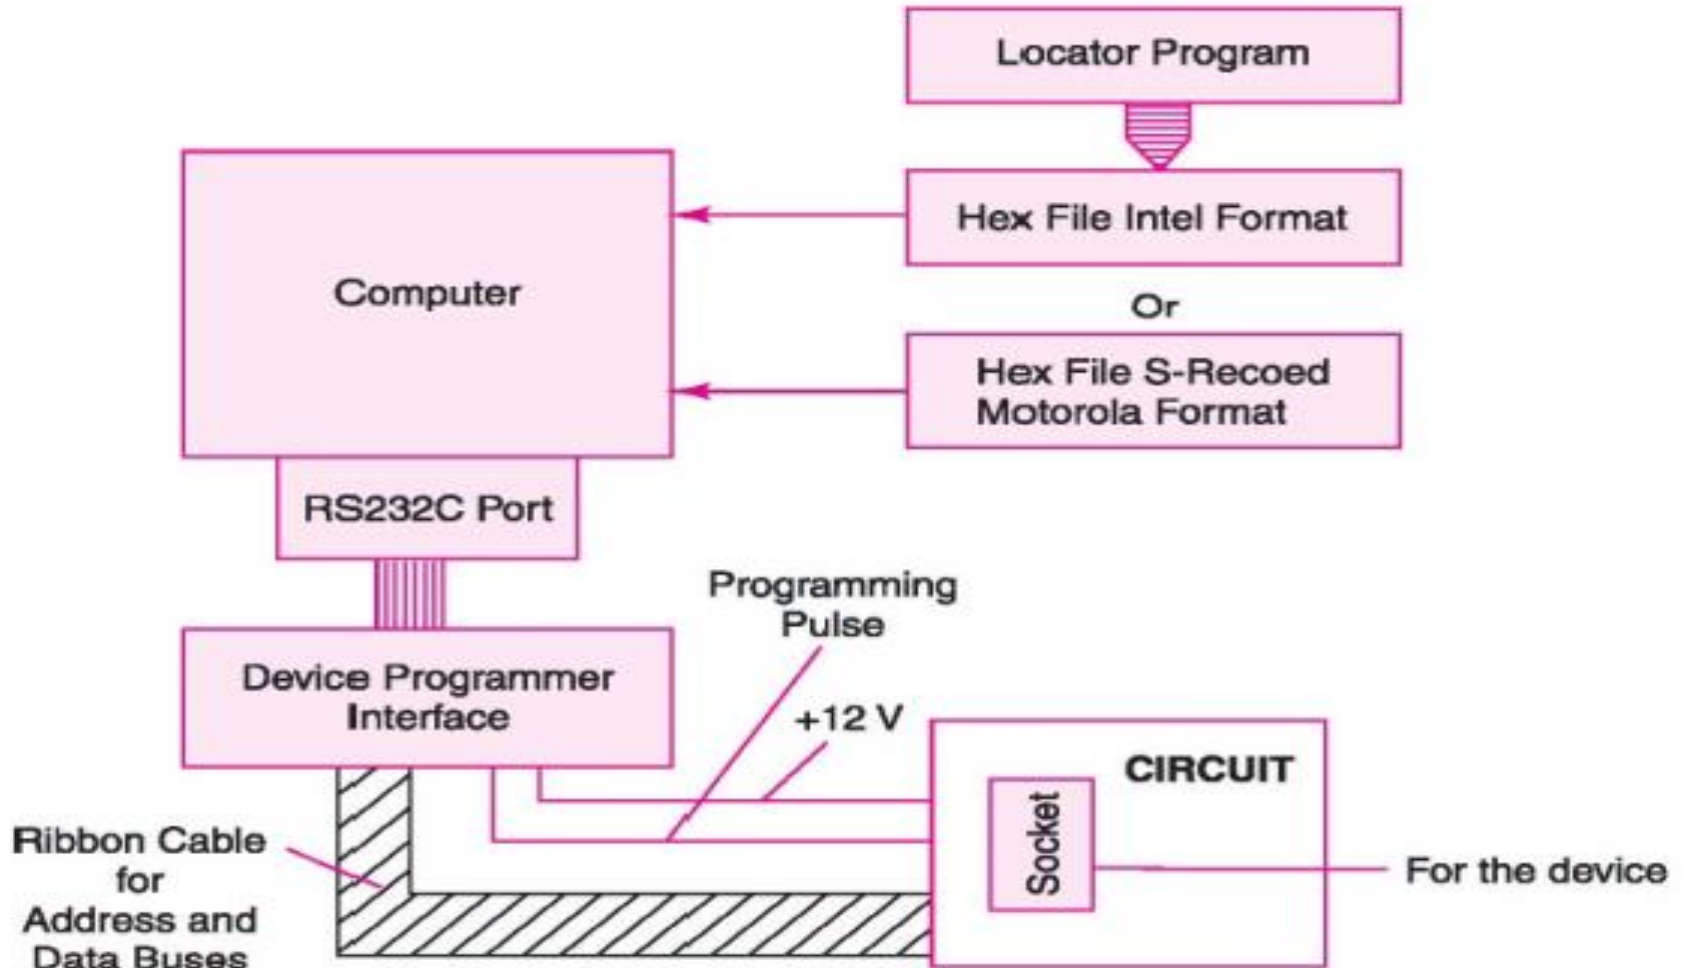 Locator Program
Hex File Intel Format
Computer
Or
Hex File S-Recoed
Motorola Format
RS232C Port
Programming
Pulse
Device Programmer
Interface
+12 V
CIRCUIT
Socket
Ribbon Cable
for
Address and
Data Buses
For the device